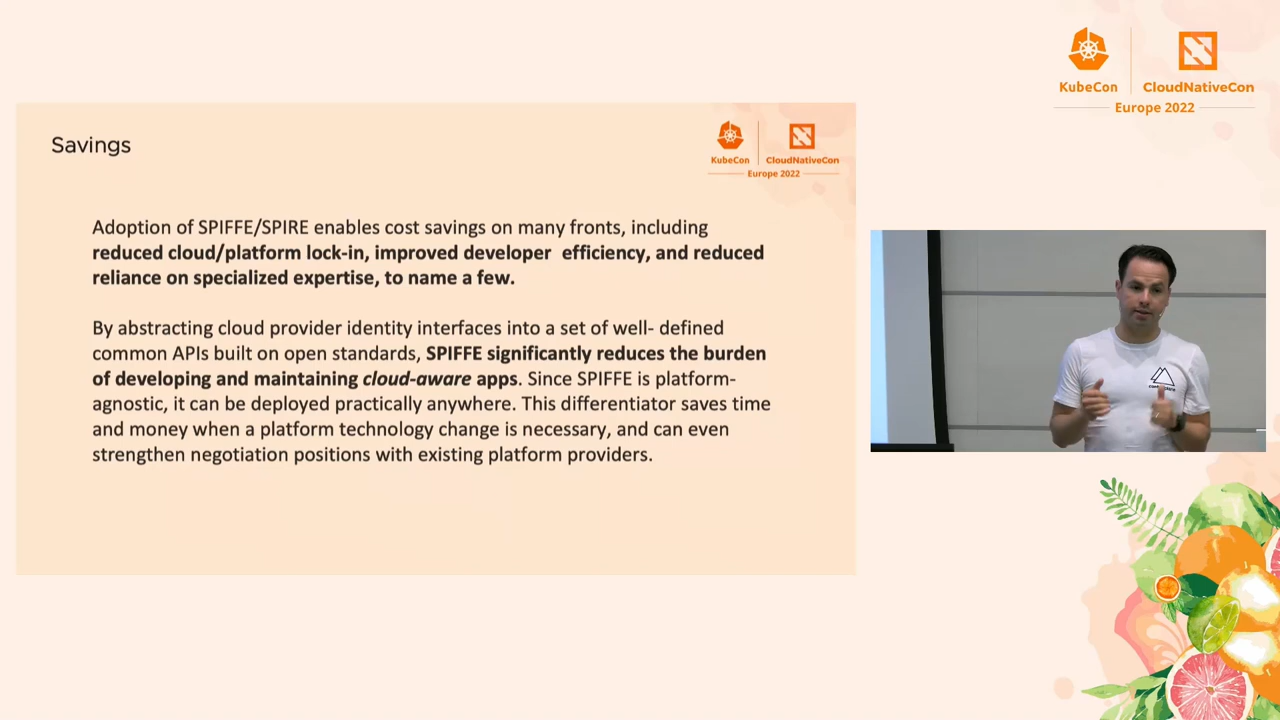 KubeCon
CloudNativeCon
Europe 2022
Savings
KubeCon
CloudNativeCon
Europe 2022
Adoption of SPIFFE/SPIRE enables cost savings on many fronts, including
reduced cloud/platform lock-in, improved developer  efficiency, and reduced
reliance on specialized expertise, to name a few.
By abstracting cloud provider identity interfaces into a set of well- defined
common APIs built on open standards, SPIFFE significantly reduces the burden
of developing and maintaining cloud-aware apps. Since SPIFFE is platform-
agnostic, it can be deployed practically anywhere. This differentiator saves time
and money when a platform technology change is necessary, and can even
strengthen negotiation positions with existing platform providers.